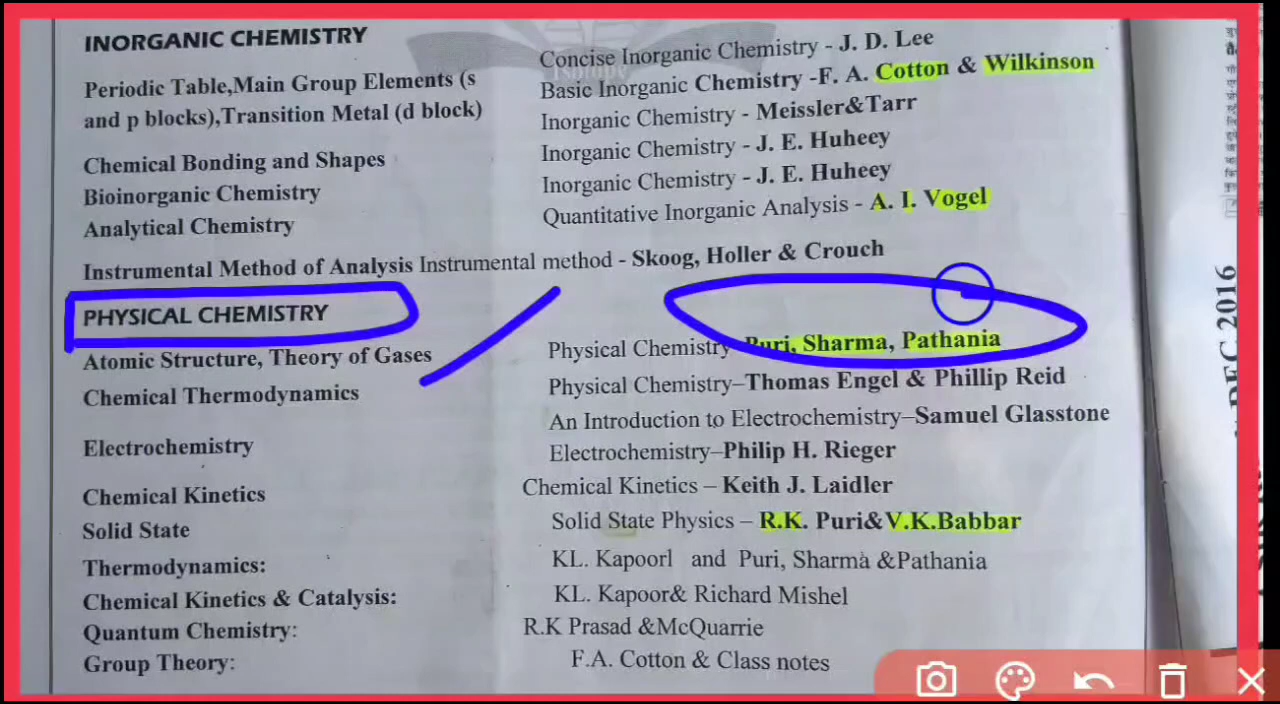 INORGANIC CHEMISTRY
Concise Inorganic Chemistry - J. D. Lee
Periodic Table,Main Group Elements (s
Basic Inorganic Chemistry -F. A. Cotton & Wilkinson
and p blocks),Transition Metal (d block)
Inorganic Chemistry - Meissler&Tarr
Chemical Bonding and Shapes
Inorganic Chemistry - J. E. Huheey
Bioinorganic Chemistry
Inorganic Chemistry - J. E. Huheey
Analytical Chemistry
Quantitative Inorganic Analysis - A. I. Vogel
Instrumental Method of Analysis Instrumental method - Skoog, Holler & Crouch
PHYSICAL CHEMISTRY
Atomic Structure, Theory of Gases
Physical Chemistry-Puri, Sharma, Pathania
Chemical Thermodynamics
Physical Chemistry–Thomas Engel & Phillip Reid
An Introduction to Electrochemistry–Samuel Glasstone
Electrochemistry
Electrochemistry–Philip H. Rieger
Chemical Kinetics
Chemical Kinetics – Keith J. Laidler
Solid State
Solid State Physics – R.K. Puri&V.K.Babbar
Thermodynamics:
KL. Kapoorl and Puri, Sharma &Pathania
Chemical Kinetics & Catalysis:
KL. Kapoor& Richard Mishel
Quantum Chemistry:
R.K Prasad &McQuarrie
Group Theory:
F.A. Cotton & Class notes
DEC 2016